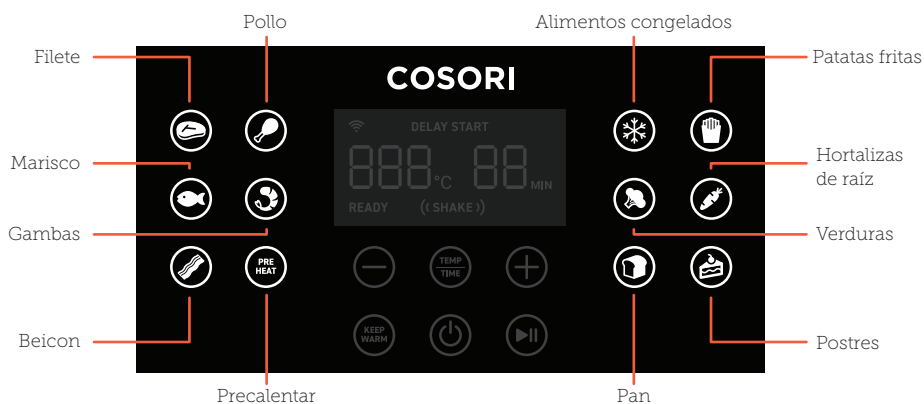 Pollo
Alimentos congelados
Filete
Patatas fritas
COSORI
DELAY START
888 °C 88 MIN
READY ((SHAKE))
Marisco
Hortalizas
de raíz
Gambas
Verduras
PRE
HEAT
TEMP
TIME
KEEP
WARM
Beicon
Postres
Precalentar
Pan